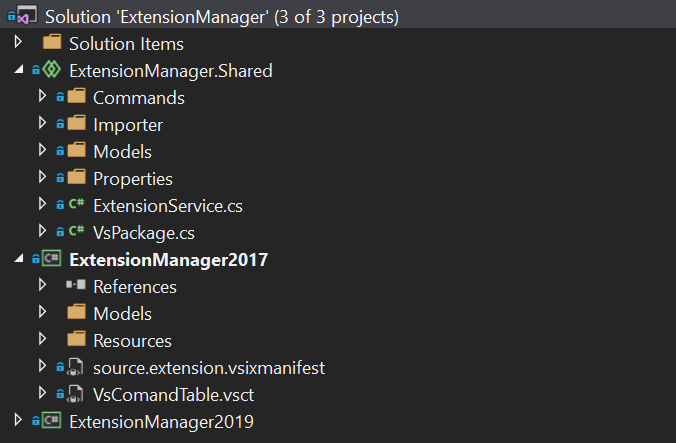 Solution 'ExtensionManager' (3 of 3 projects)
Solution Items
ExtensionManager.Shared
Commands
Importer
Models
Properties
C# ExtensionService.cs
C# VsPackage.cs
C# ExtensionManager2017
References
Models
Resources
source.extension.vsixmanifest
VsComandTable.vsct
C# ExtensionManager2019